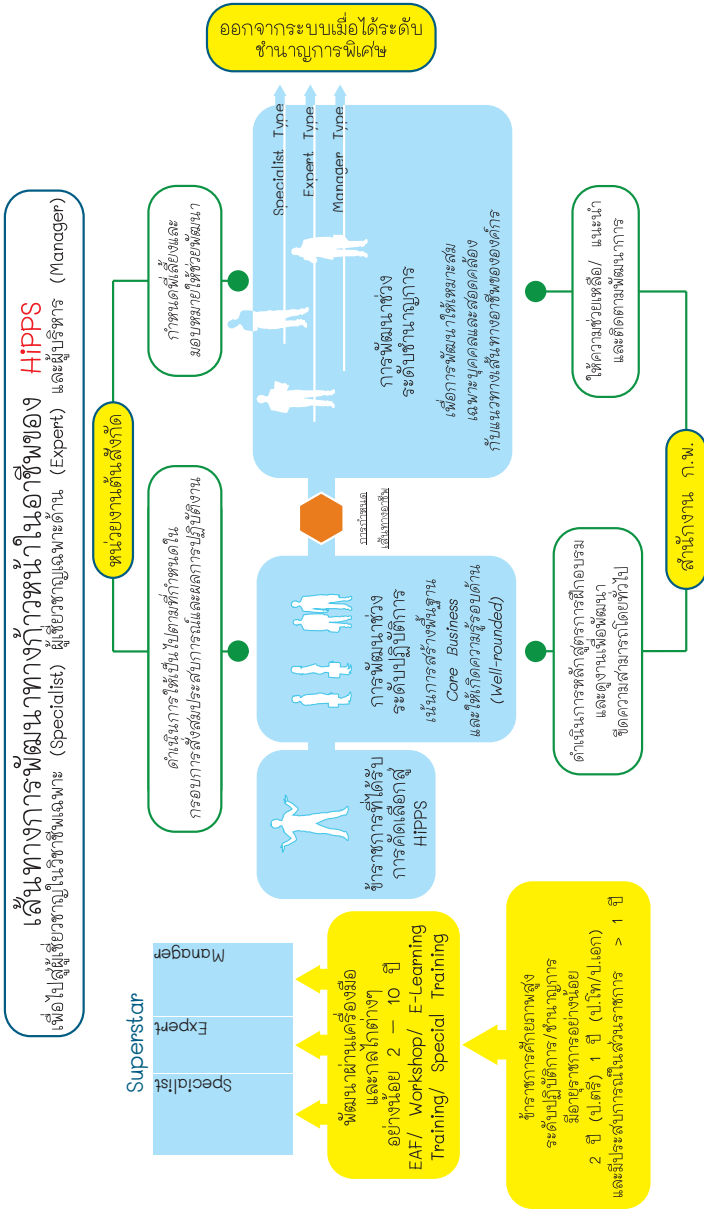 เส้นทางการพัฒนาทางก้าวหน้าในอาชีพของ HiPPS
เพื่อไปสู่ผู้เชี่ยวชาญในวิชาชีพเฉพาะ (Specialist) ผู้เชี่ยวชาญเฉพาะด้าน (Expert) และผู้บริหาร (Manager)
หน่วยงานต้นสังกัด
ดำเนินการให้เป็นไปตามที่กำหนดใน
กรอบการสั่งสมประสบการณ์และผลการปฏิบัติงาน
กำหนดพี่เลี้ยงและ
มอบหมายให้ช่วยพัฒนา
Superstar
Specialist
Expert
Manager
พัฒนาผ่านเครื่องมือ
และกลไกต่างๆ
อย่างน้อย 2 – 10 ปี
EAF/ Workshop/ E-Learning
Training/ Special Training
ข้าราชการศักยภาพสูง
ระดับปฏิบัติการ/ชำนาญการ
มีอายุราชการอย่างน้อย
2 ปี (ป.ตรี) 1 ปี (ป.โท/ป.เอก)
และมีประสบการณ์ในส่วนราชการ > 1 ปี
ข้าราชการที่ได้รับ
การคัดเลือกสู่
HiPPS
การพัฒนาช่วง
ระดับปฏิบัติการ
เน้นการสร้างพื้นฐาน
Core Business
และให้เกิดความรู้รอบด้าน
(Well-rounded)
การกำหนด
เส้นทางอาชีพ
Specialist Type
Expert Type
Manager Type
การพัฒนาช่วง
ระดับชำนาญการ
เพื่อการพัฒนาให้เหมาะสม
เฉพาะบุคคลและสอดคล้อง
กับแนวทางเส้นทางอาชีพขององค์กร
ออกจากระบบเมื่อได้ระดับ
ชำนาญการพิเศษ
ดำเนินการหลักสูตรการฝึกอบรม
และดูงานเพื่อพัฒนา
ขีดความสามารถโดยทั่วไป
ให้ความช่วยเหลือ/ แนะนำ
และติดตามพัฒนาการ
สำนักงาน ก.พ.